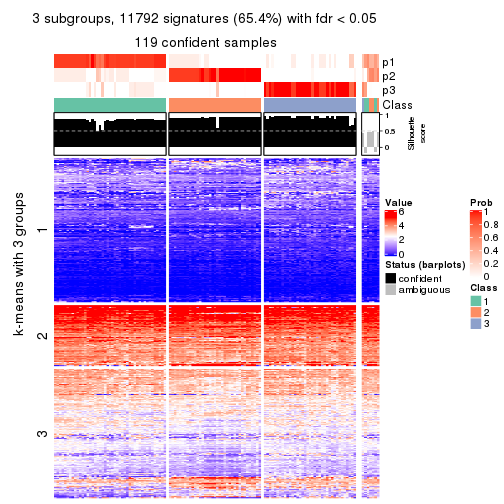 3 subgroups, 11792 signatures (65.4%) with fdr < 0.05
119 confident samples
p1
p2
p3
Class
1
0.5
0
Silhouette
score
k-means with 3 groups
1
2
3
Value
6
4
2
0
Status (barplots)
confident
ambiguous
Prob
1
0.8
0.6
0.4
0.2
0
Class
1
2
3